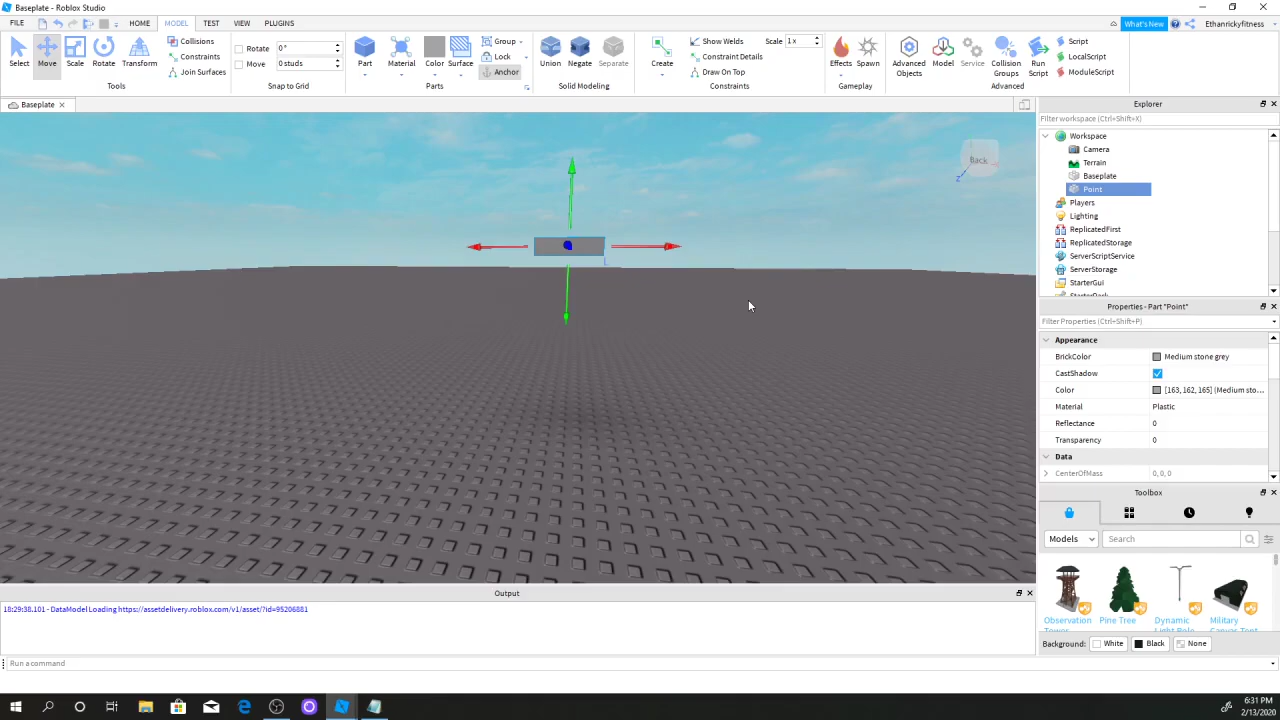 Baseplate - Roblox Studio
FILE HOME MODEL TEST VIEW PLUGINS What's New Ethanrickyfitness
Select Move Scale Rotate Transform
Collisions
Constraints
Join Surfaces
Tools
Rotate 0°
Move 0 studs
Snap to Grid
Part Material Color Surface
Group
Lock
Anchor
Parts
Union Negate Separate
Solid Modeling
Create
Show Welds
Constraint Details
Draw On Top
Scale 1 x
Constraints
Effects Spawn
Gameplay
Advanced Objects
Model
Service
Collision Groups
Run Script
Script
LocalScript
ModuleScript
Advanced
Baseplate
Back
Z
Explorer
Filter workspace (Ctrl+Shift+X)
Workspace
Camera
Terrain
Baseplate
Point
Players
Lighting
ReplicatedFirst
ReplicatedStorage
ServerScriptService
ServerStorage
StarterGui
Properties - Part "Point"
Filter Properties (Ctrl+Shift+P)
Appearance
BrickColor Medium stone grey
CastShadow
Color [163, 162, 165] (Medium sto...
Material Plastic
Reflectance 0
Transparency 0
Data
CenterOfMass 0, 0, 0
Toolbox
Models Search
Observation
Pine Tree
Dynamic
Military
Background: White Black None
Output
18:29:38.101 - DataModel Loading https://assetdelivery.roblox.com/v1/asset/?id=95206881
Run a command
6:31 PM
2/13/2020